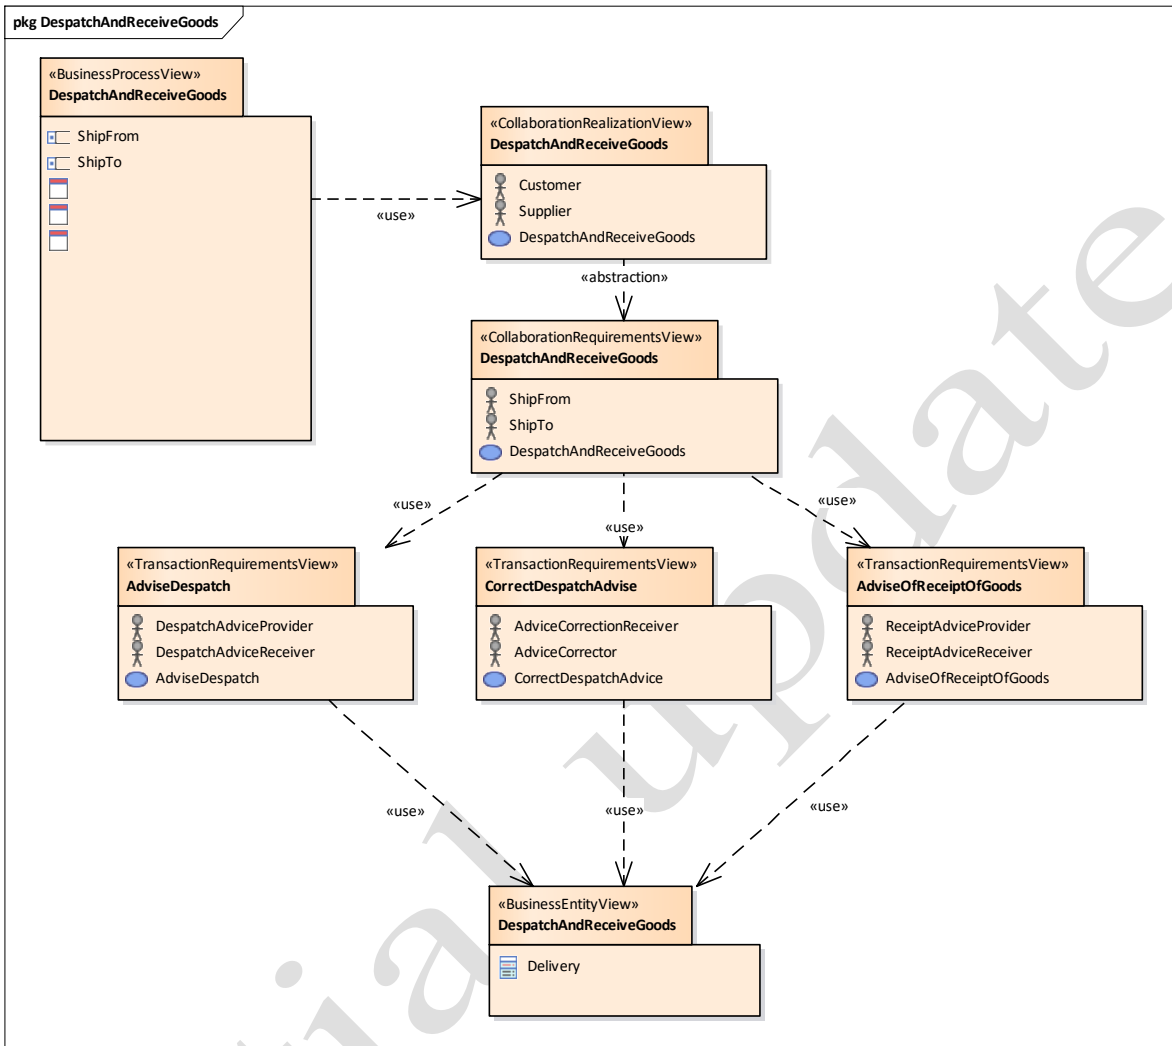 pkg DespatchAndReceiveGoods
«BusinessProcessView»
DespatchAndReceiveGoods
ShipFrom
ShipTo
«use»
«CollaborationRealizationView»
DespatchAndReceiveGoods
Customer
Supplier
DespatchAndReceiveGoods
«abstraction»
«CollaborationRequirementsView»
DespatchAndReceiveGoods
ShipFrom
ShipTo
DespatchAndReceiveGoods
«use»
«use»
«use»
«TransactionRequirementsView»
AdviseDespatch
DespatchAdviceProvider
DespatchAdviceReceiver
AdviseDespatch
«TransactionRequirementsView»
CorrectDespatchAdvise
AdviceCorrectionReceiver
AdviceCorrector
CorrectDespatchAdvice
«TransactionRequirementsView»
AdviseOfReceiptOfGoods
ReceiptAdviceProvider
ReceiptAdviceReceiver
AdviseOfReceiptOfGoods
«use»
«use»
«use»
«BusinessEntityView»
DespatchAndReceiveGoods
Delivery
tial update